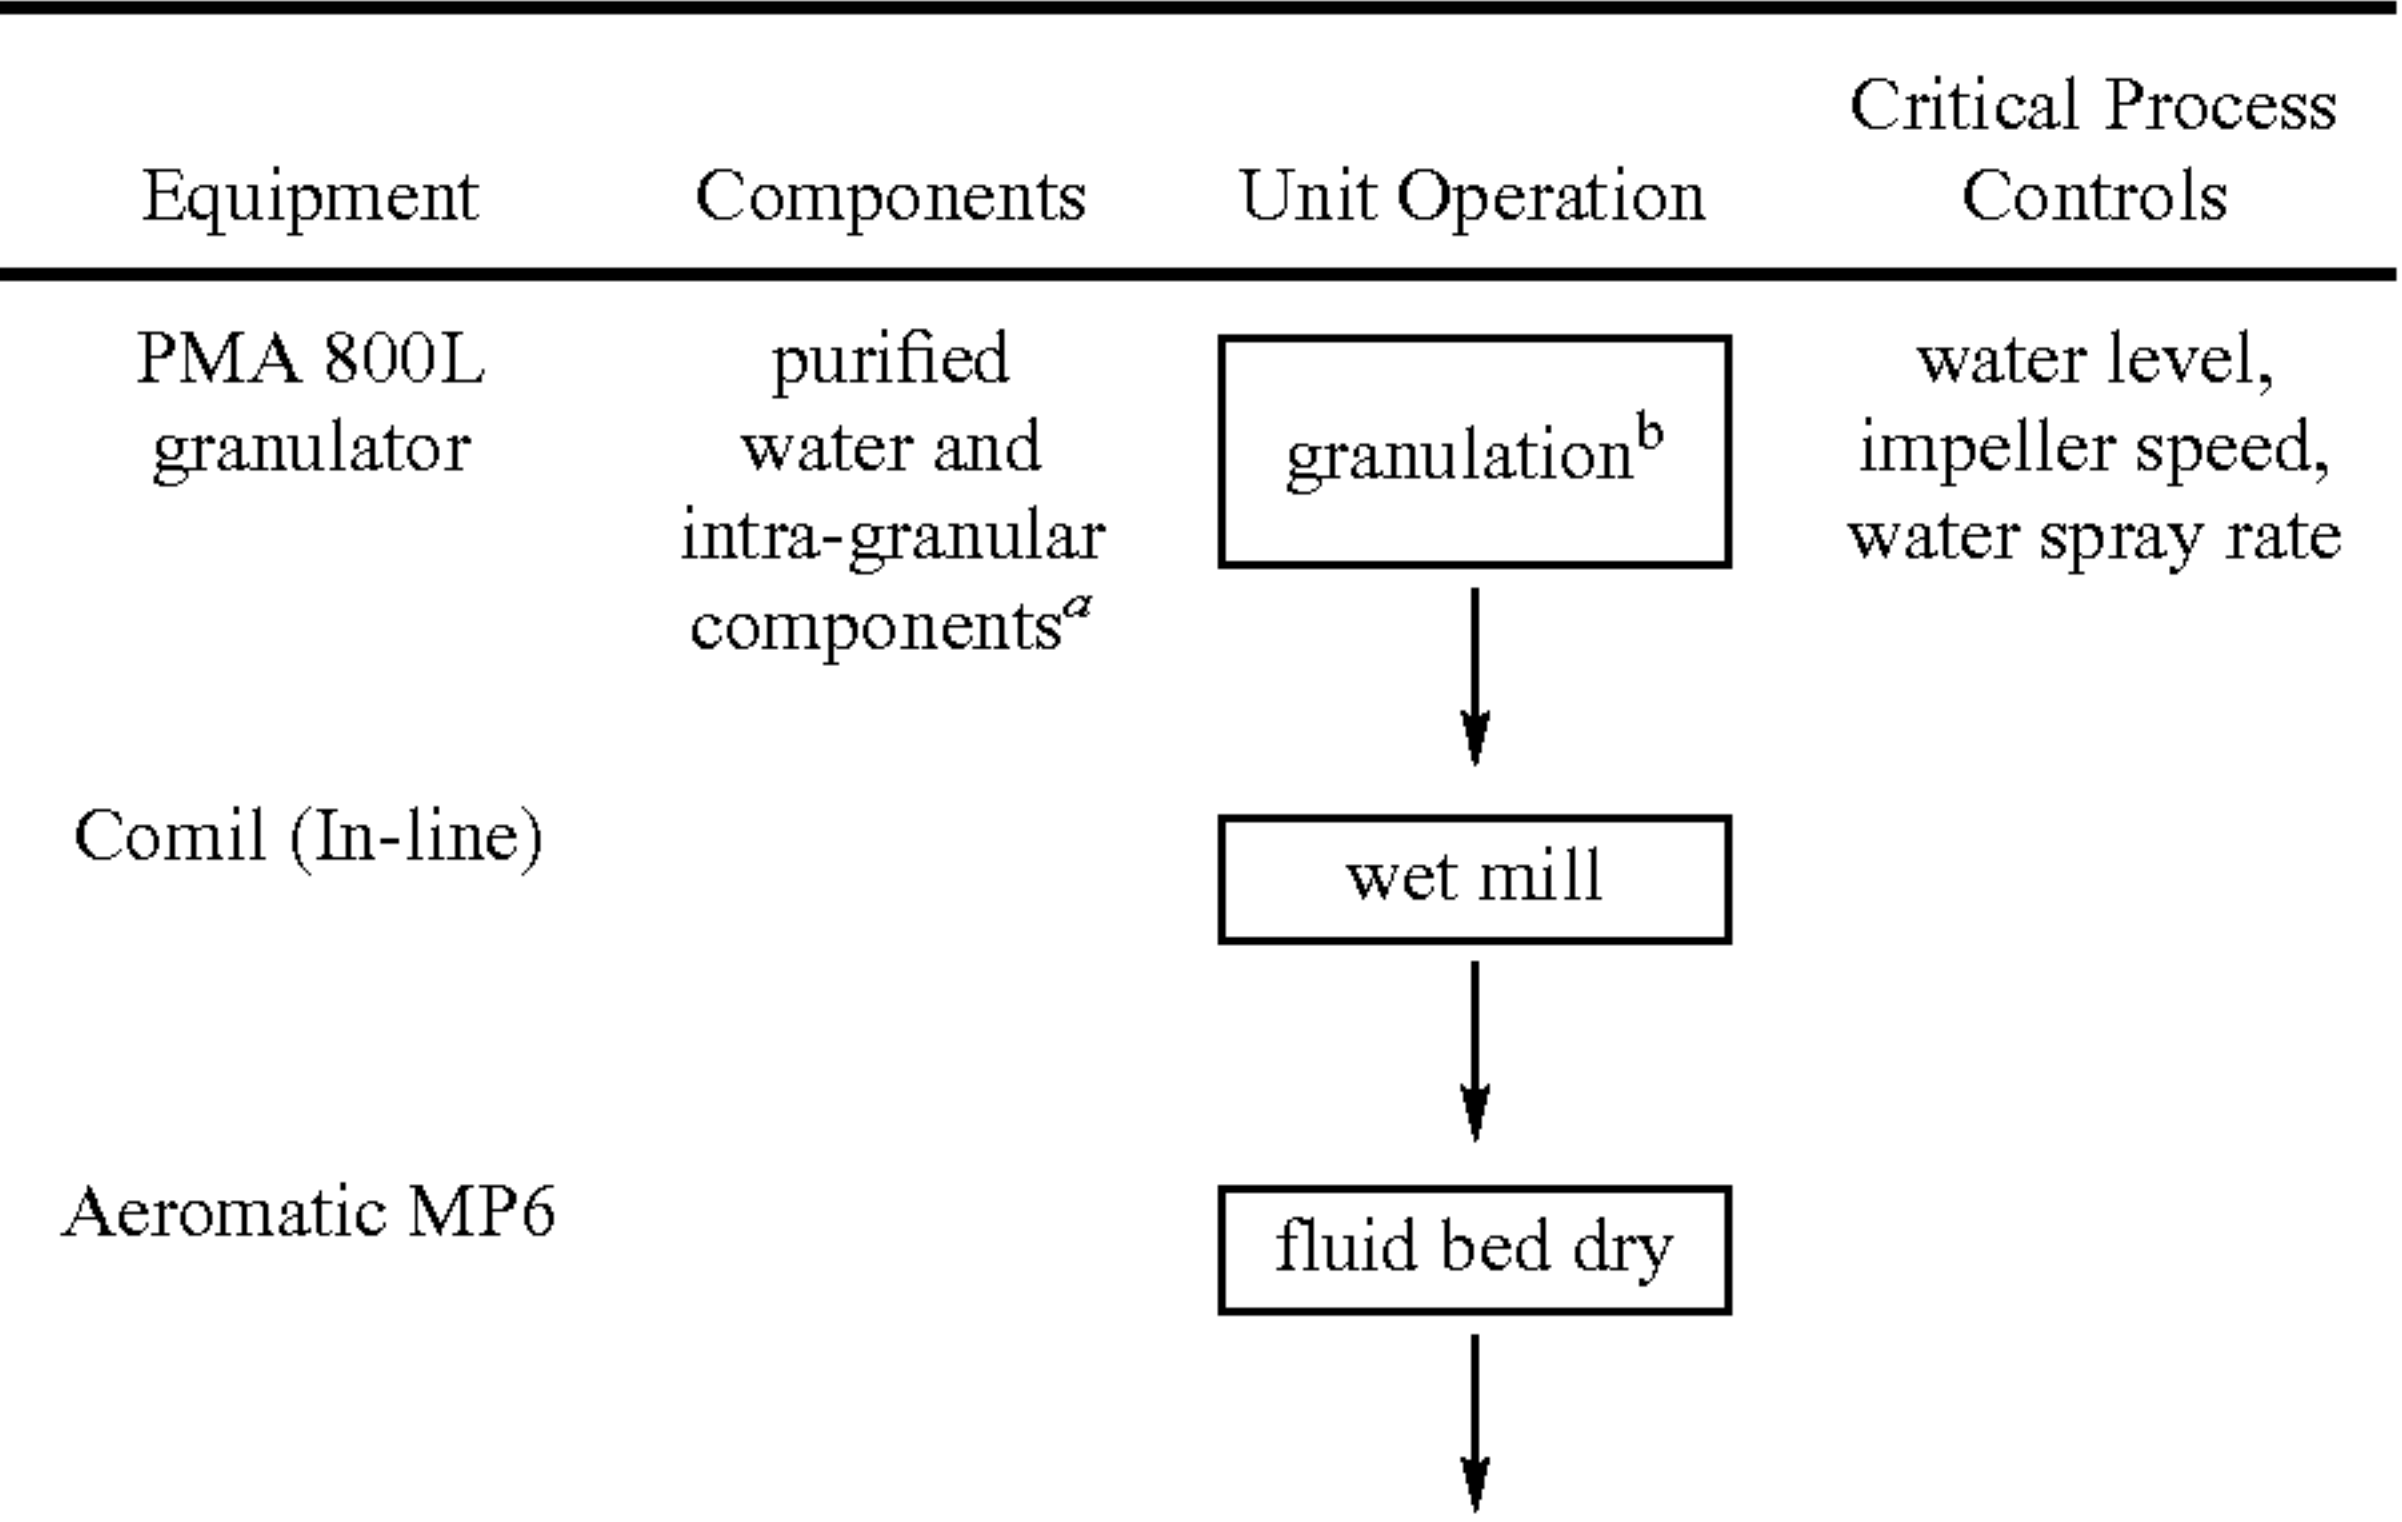 Critical Process
Equipment Components Unit Operation Controls
PMA 800L purified water level,
granulator water and granulation^b impeller speed,
intra-granular water spray rate
components^a
Comil (In-line)
wet mill
Aeromatic MP6
fluid bed dry